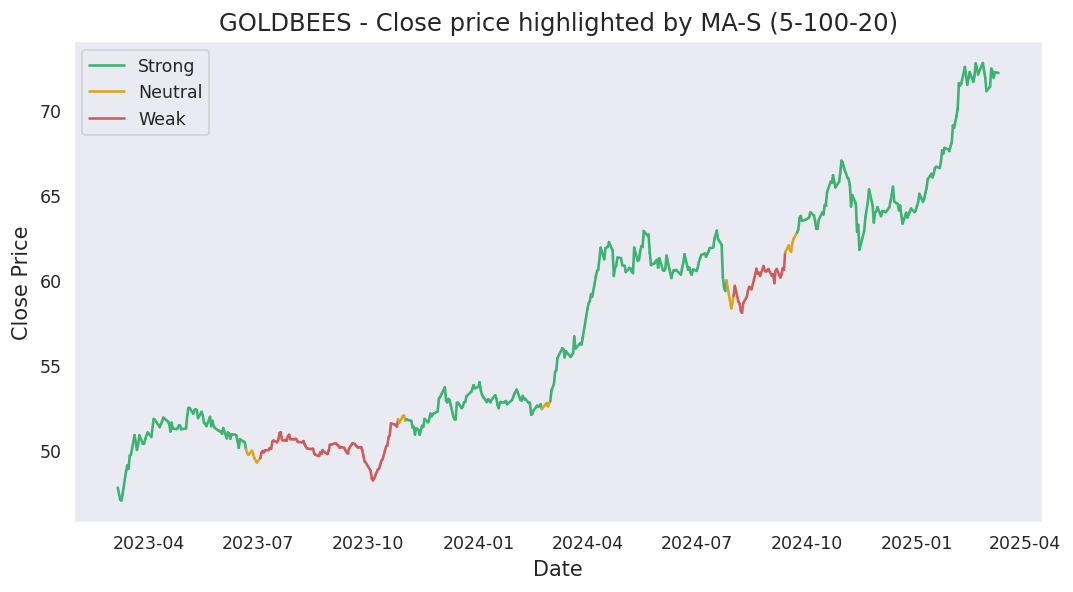 GOLDBEES - Close price highlighted by MA-S (5-100-20)
Strong
Neutral
Weak
Close Price
70
65
60
55
50
2023-04 2023-07 2023-10 2024-01 2024-04 2024-07 2024-10 2025-01 2025-04
Date